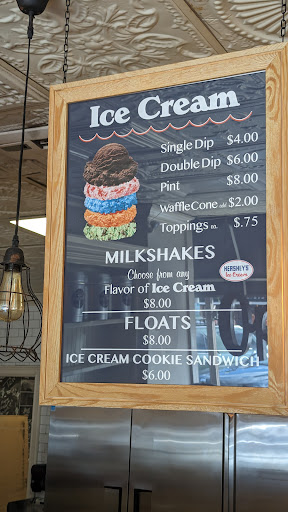 Ice Cream
Single Dip $4.00
Double Dip $6.00
Pint $8.00
Waffle Cone add $2.00
Toppings ea. $.75
MILKSHAKES
Choose from any
Flavor of Ice Cream
$8.00
HERSHEY'S
Ice Cream
FLOATS
$8.00
ICE CREAM COOKIE SANDWICH
$6.00